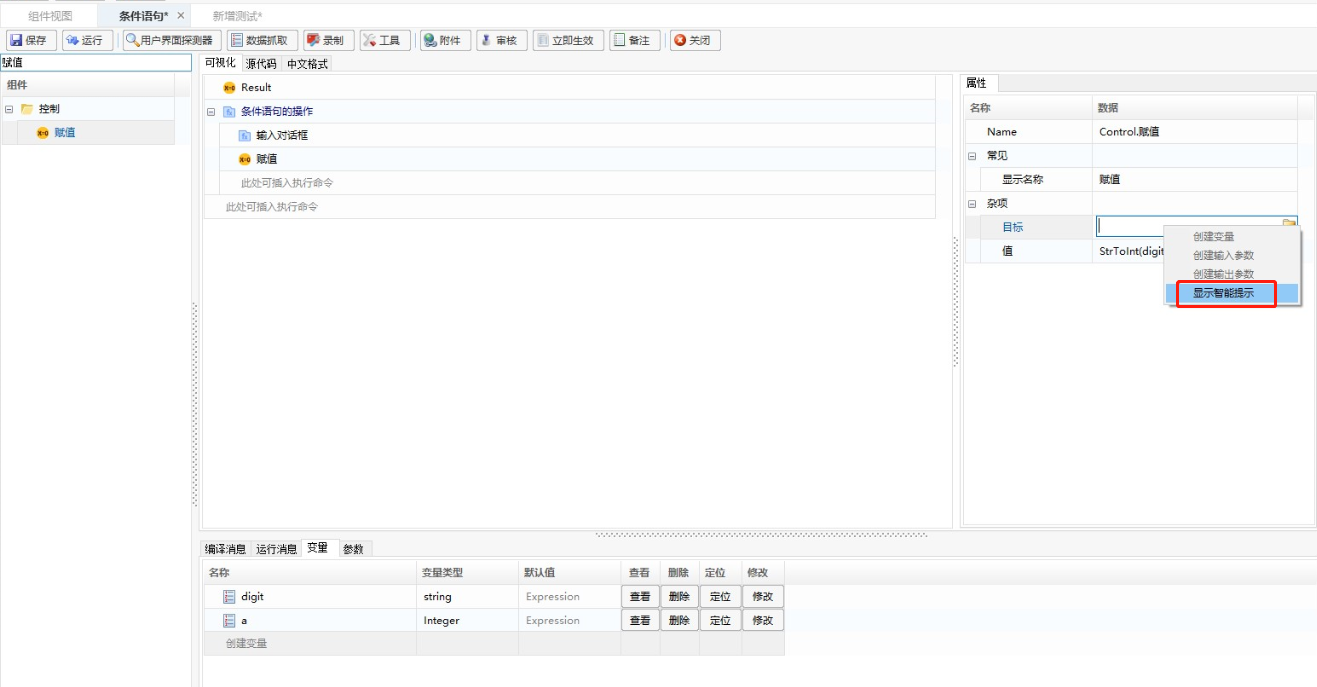 组件视图 条件语句* × 新增测试*
保存 运行 用户界面探测器 数据抓取 录制 工具 附件 审核 立即生效 备注 关闭
赋值
组件
控制
赋值
可视化 源代码 中文格式
Result
条件语句的操作
输入对话框
赋值
此处可插入执行命令
此处可插入执行命令
属性
名称 数据
Name Control.赋值
常见
显示名称 赋值
杂项
目标
值 StrToInt(digit
创建变量
创建输入参数
创建输出参数
显示智能提示
编译消息 运行消息 变量 参数
名称 变量类型 默认值 查看 删除 定位 修改
digit string Expression 查看 删除 定位 修改
a Integer Expression 查看 删除 定位 修改
创建变量